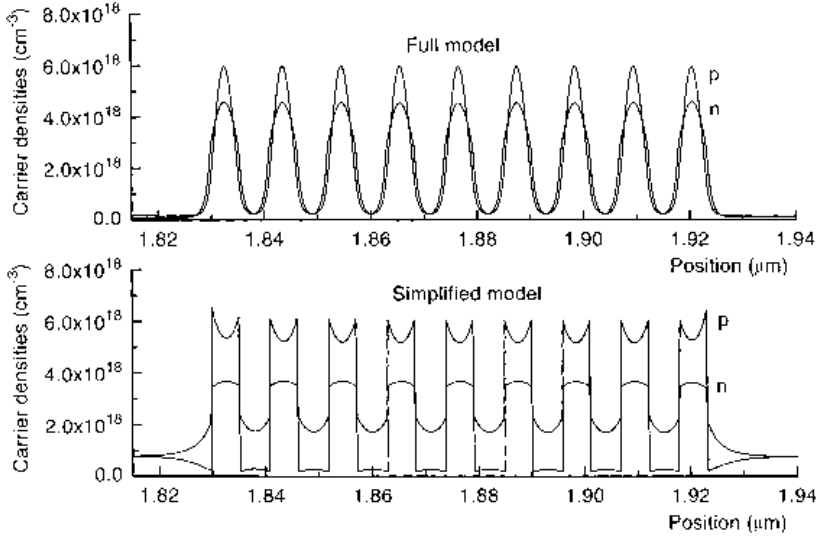 8.0x10¹⁸
Full model
6.0x10¹⁸
p
n
4.0x10¹⁸
2.0x10¹⁸
0.0
Carrier densities (cm⁻³)
1.82 1.84 1.86 1.88 1.90 1.92 1.94
Position (μm)
8.0x10¹⁸
Simplified model
6.0x10¹⁸
p
4.0x10¹⁸
n
2.0x10¹⁸
0.0
Carrier densities (cm⁻³)
1.82 1.84 1.86 1.88 1.90 1.92 1.94
Position (μm)